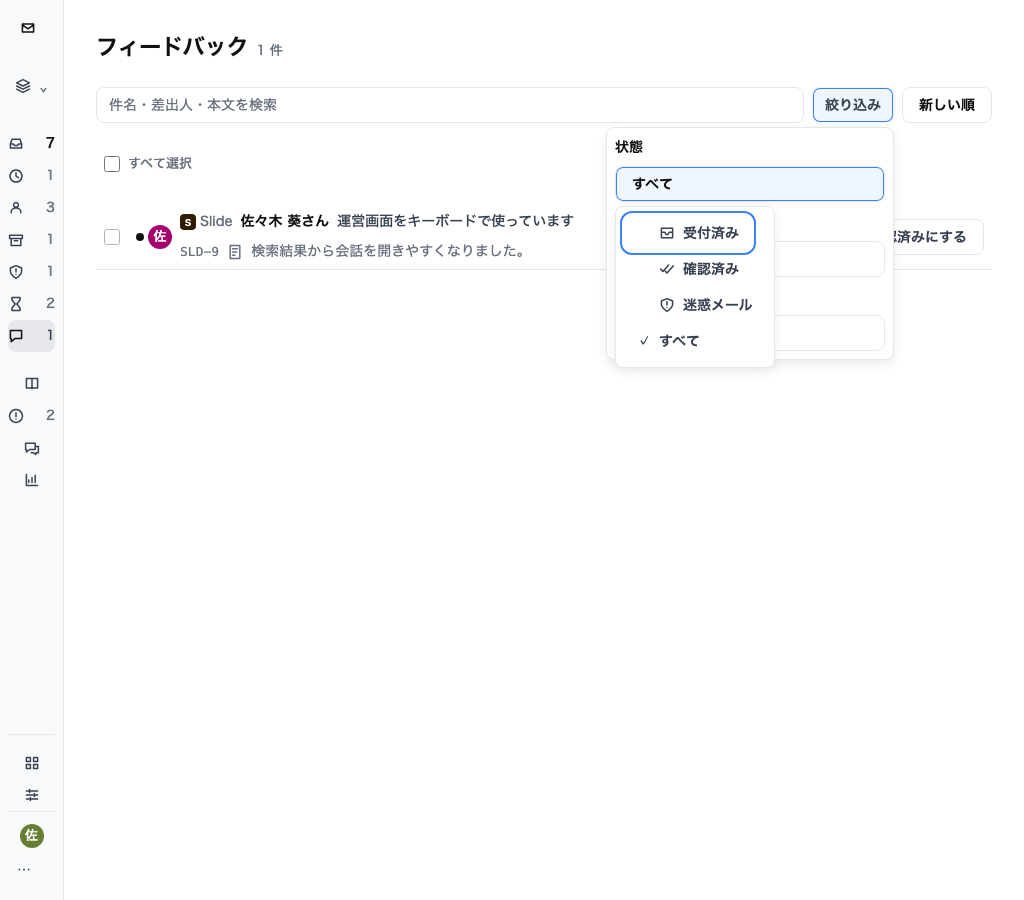 フィードバック 1 件
件名・差出人・本文を検索
絞り込み
新しい順
7
1
3
1
1
2
1
2
すべて選択
状態
すべて
受付済み
確認済み
迷惑メール
✓ すべて
S Slide 佐々木 葵さん 運営画面をキーボードで使っています
佐
SLD-9 検索結果から会話を開きやすくなりました。
済みにする
佐
…